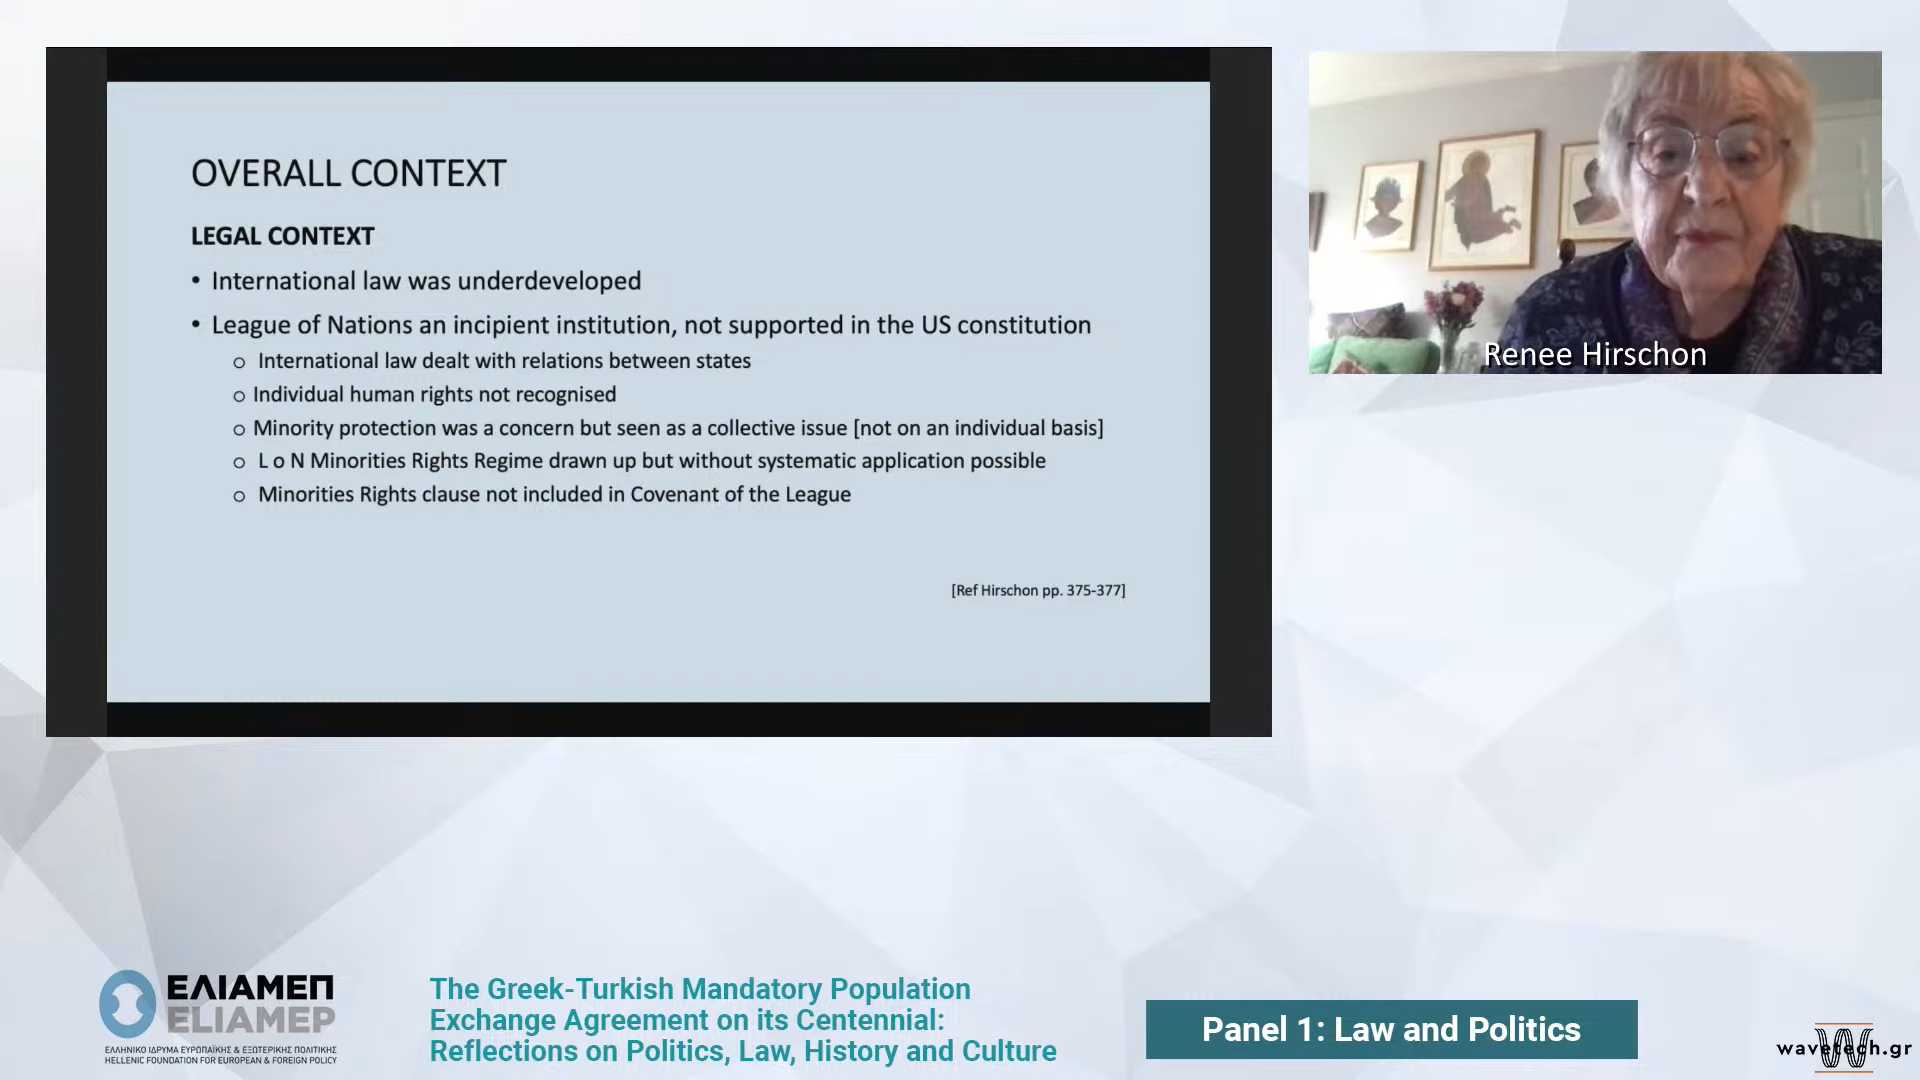 OVERALL CONTEXT
LEGAL CONTEXT
• International law was underdeveloped
• League of Nations an incipient institution, not supported in the US constitution
o International law dealt with relations between states
o Individual human rights not recognised
o Minority protection was a concern but seen as a collective issue [not on an individual basis]
o L o N Minorities Rights Regime drawn up but without systematic application possible
o Minorities Rights clause not included in Covenant of the League
[Ref Hirschon pp. 375-377]
Renee Hirschon
ΕΛΙΑΜΕΠ
ELIAMEP
ΕΛΛΗΝΙΚΟ ΙΔΡΥΜΑ ΕΥΡΩΠΑΪΚΗΣ & ΕΞΩΤΕΡΙΚΗΣ ΠΟΛΙΤΙΚΗΣ
HELLENIC FOUNDATION FOR EUROPEAN & FOREIGN POLICY
The Greek-Turkish Mandatory Population
Exchange Agreement on its Centennial:
Reflections on Politics, Law, History and Culture
Panel 1: Law and Politics
wavetech.gr